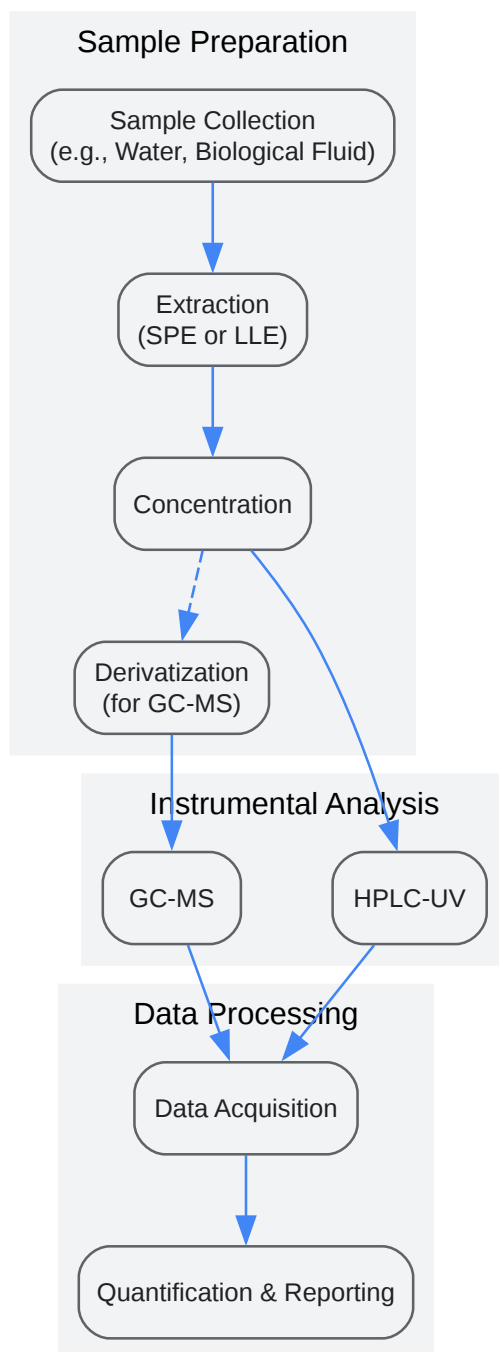 Sample Preparation
Sample Collection
(e.g., Water, Biological Fluid)
Extraction
(SPE or LLE)
Concentration
Derivatization
(for GC-MS)
Instrumental Analysis
GC-MS
HPLC-UV
Data Processing
Data Acquisition
Quantification & Reporting